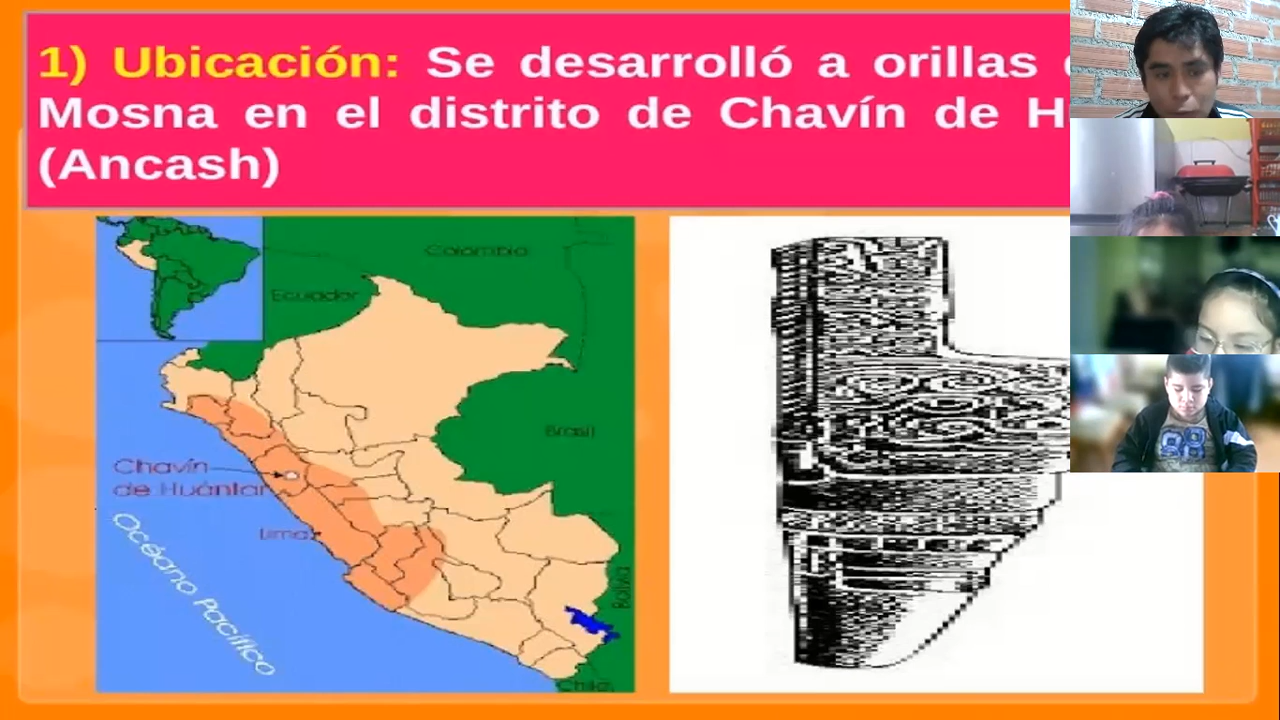 1) Ubicación: Se desarrolló a orillas
Mosna en el distrito de Chavín de H
(Ancash)
Colombia
Ecuador
Brasil
Chavín
de Huántar
Lima
Océano Pacífico
Bolivia
Chile
88